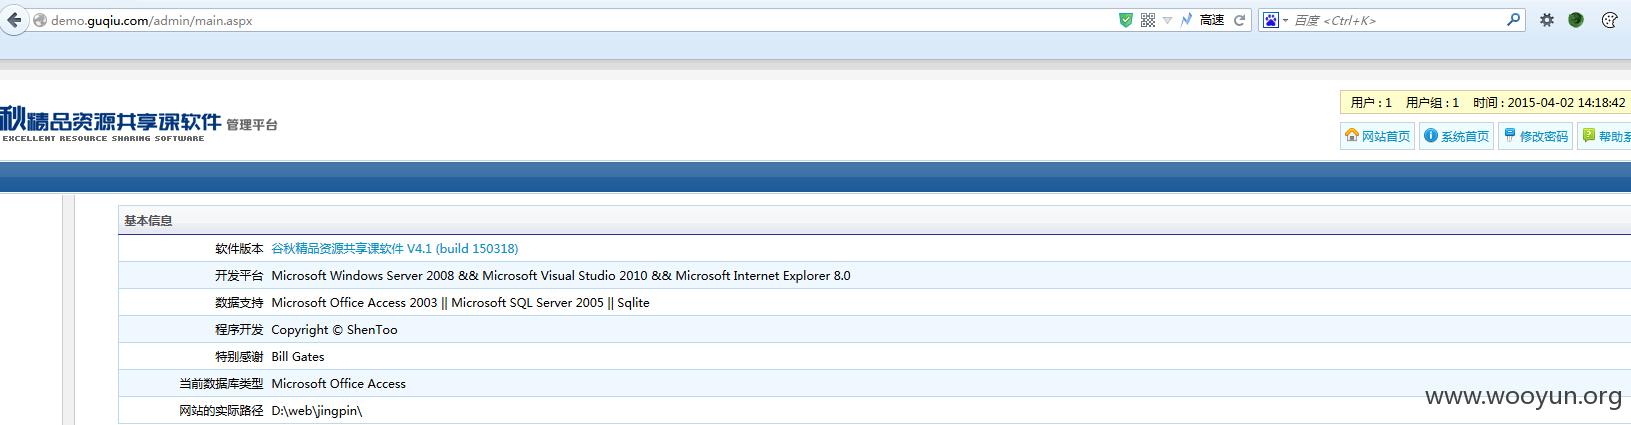 demo.guqiu.com/admin/main.aspx 高速 百度 <Ctrl+K>
用户 : 1 用户组 : 1 时间 : 2015-04-02 14:18:42
秋精品资源共享课软件 管理平台
EXCELLENT RESOURCE SHARING SOFTWARE
网站首页 系统首页 修改密码 帮助系
基本信息
软件版本 谷秋精品资源共享课软件 V4.1 (build 150318)
开发平台 Microsoft Windows Server 2008 && Microsoft Visual Studio 2010 && Microsoft Internet Explorer 8.0
数据支持 Microsoft Office Access 2003 || Microsoft SQL Server 2005 || Sqlite
程序开发 Copyright © ShenToo
特别感谢 Bill Gates
当前数据库类型 Microsoft Office Access
网站的实际路径 D:\web\jingpin\
www.wooyun.org